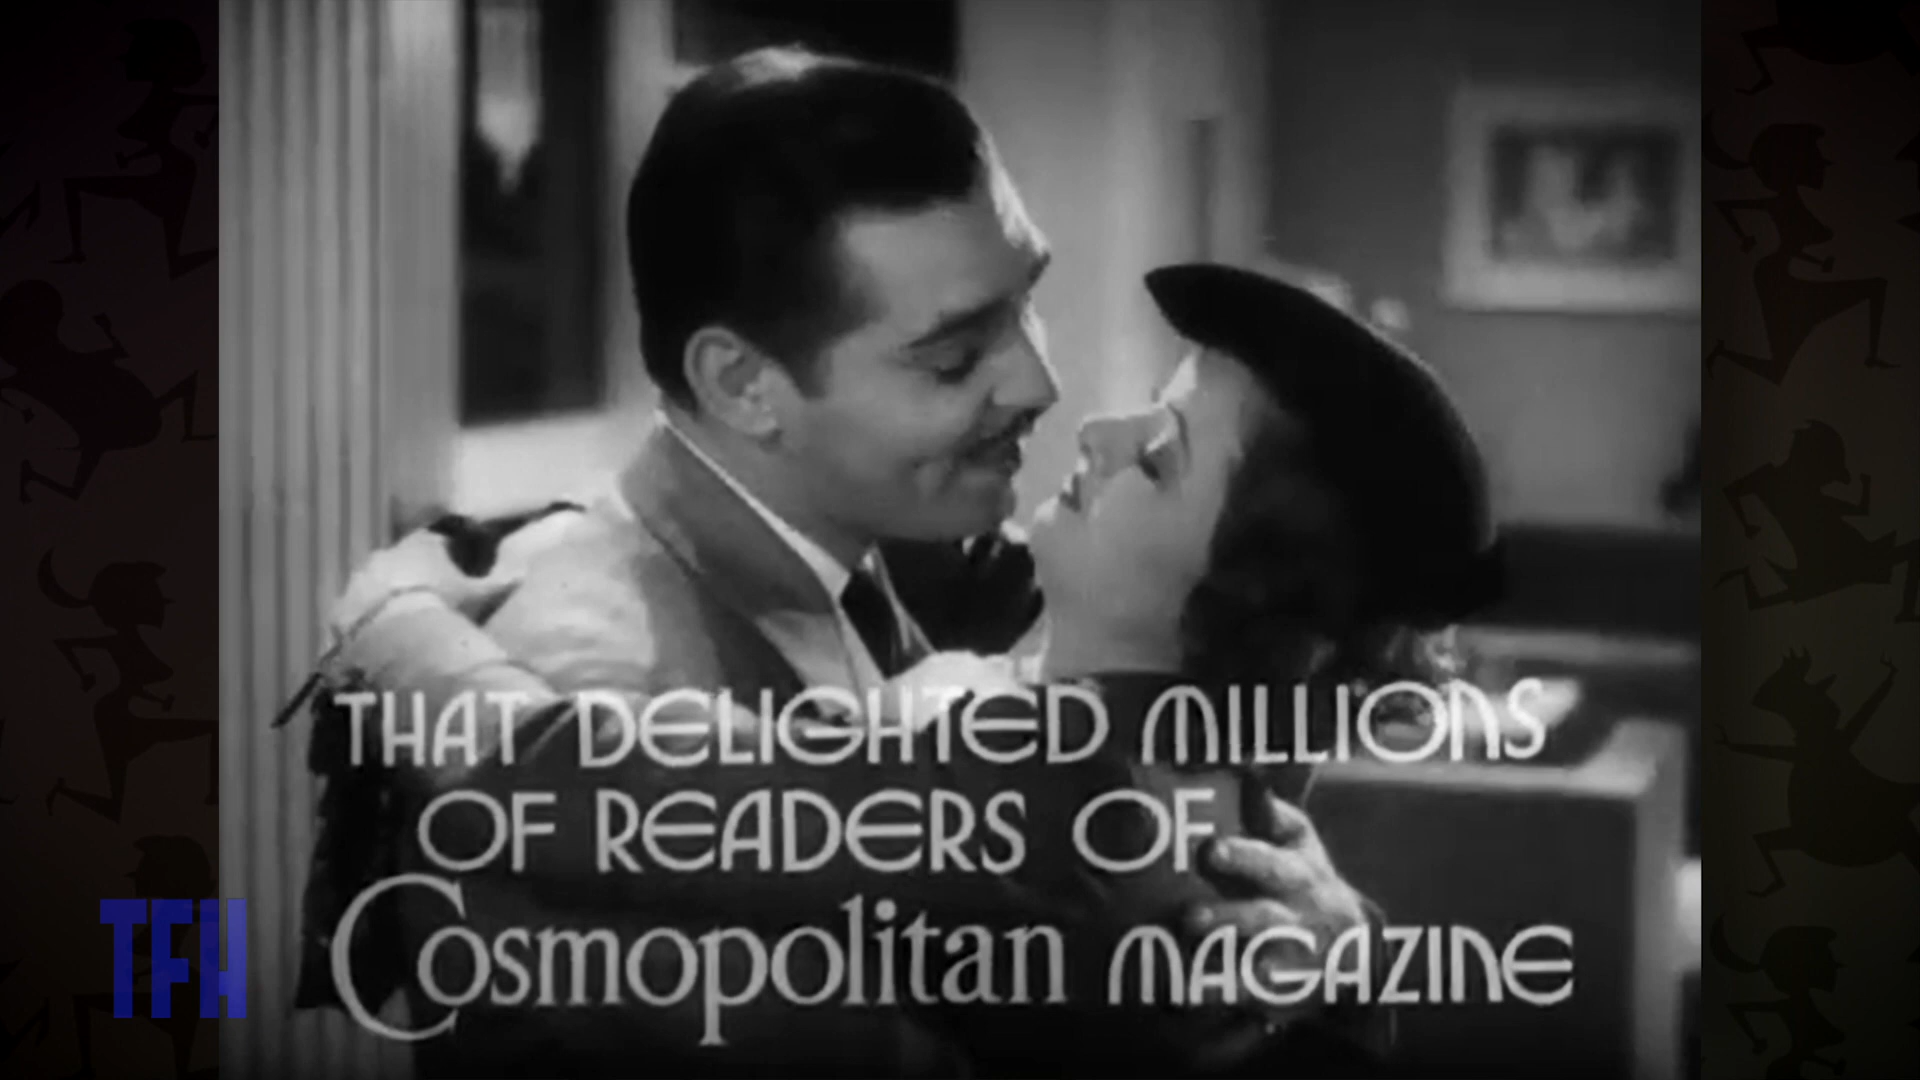 THAT DELIGHTED MILLIONS
OF READERS OF
Cosmopolitan MAGAZINE
TFH